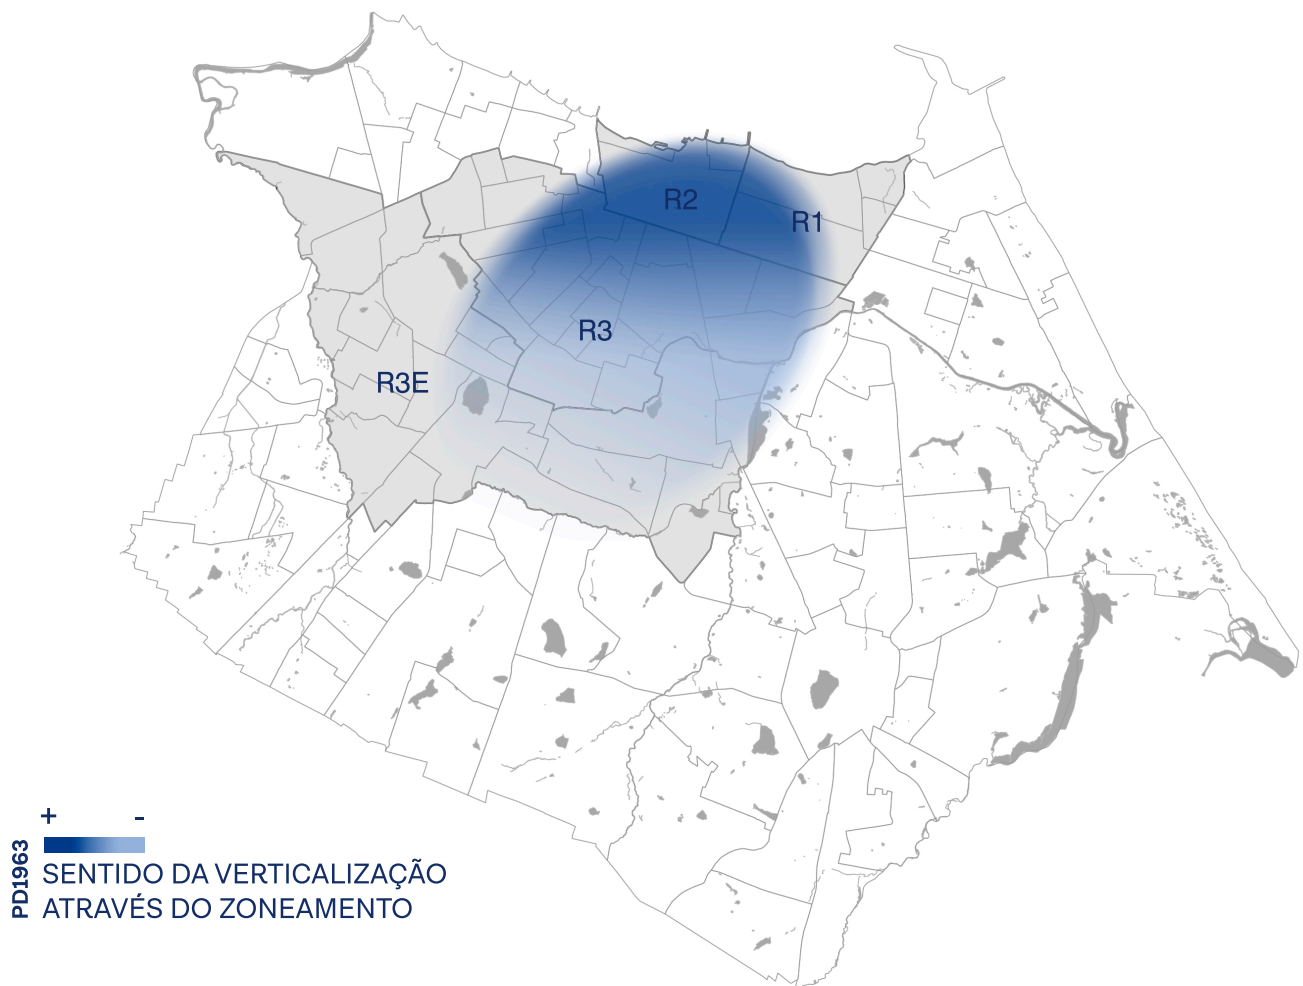 R2
R1
R3
R3E
+ -
PD1963
SENTIDO DA VERTICALIZAÇÃO
ATRAVÉS DO ZONEAMENTO